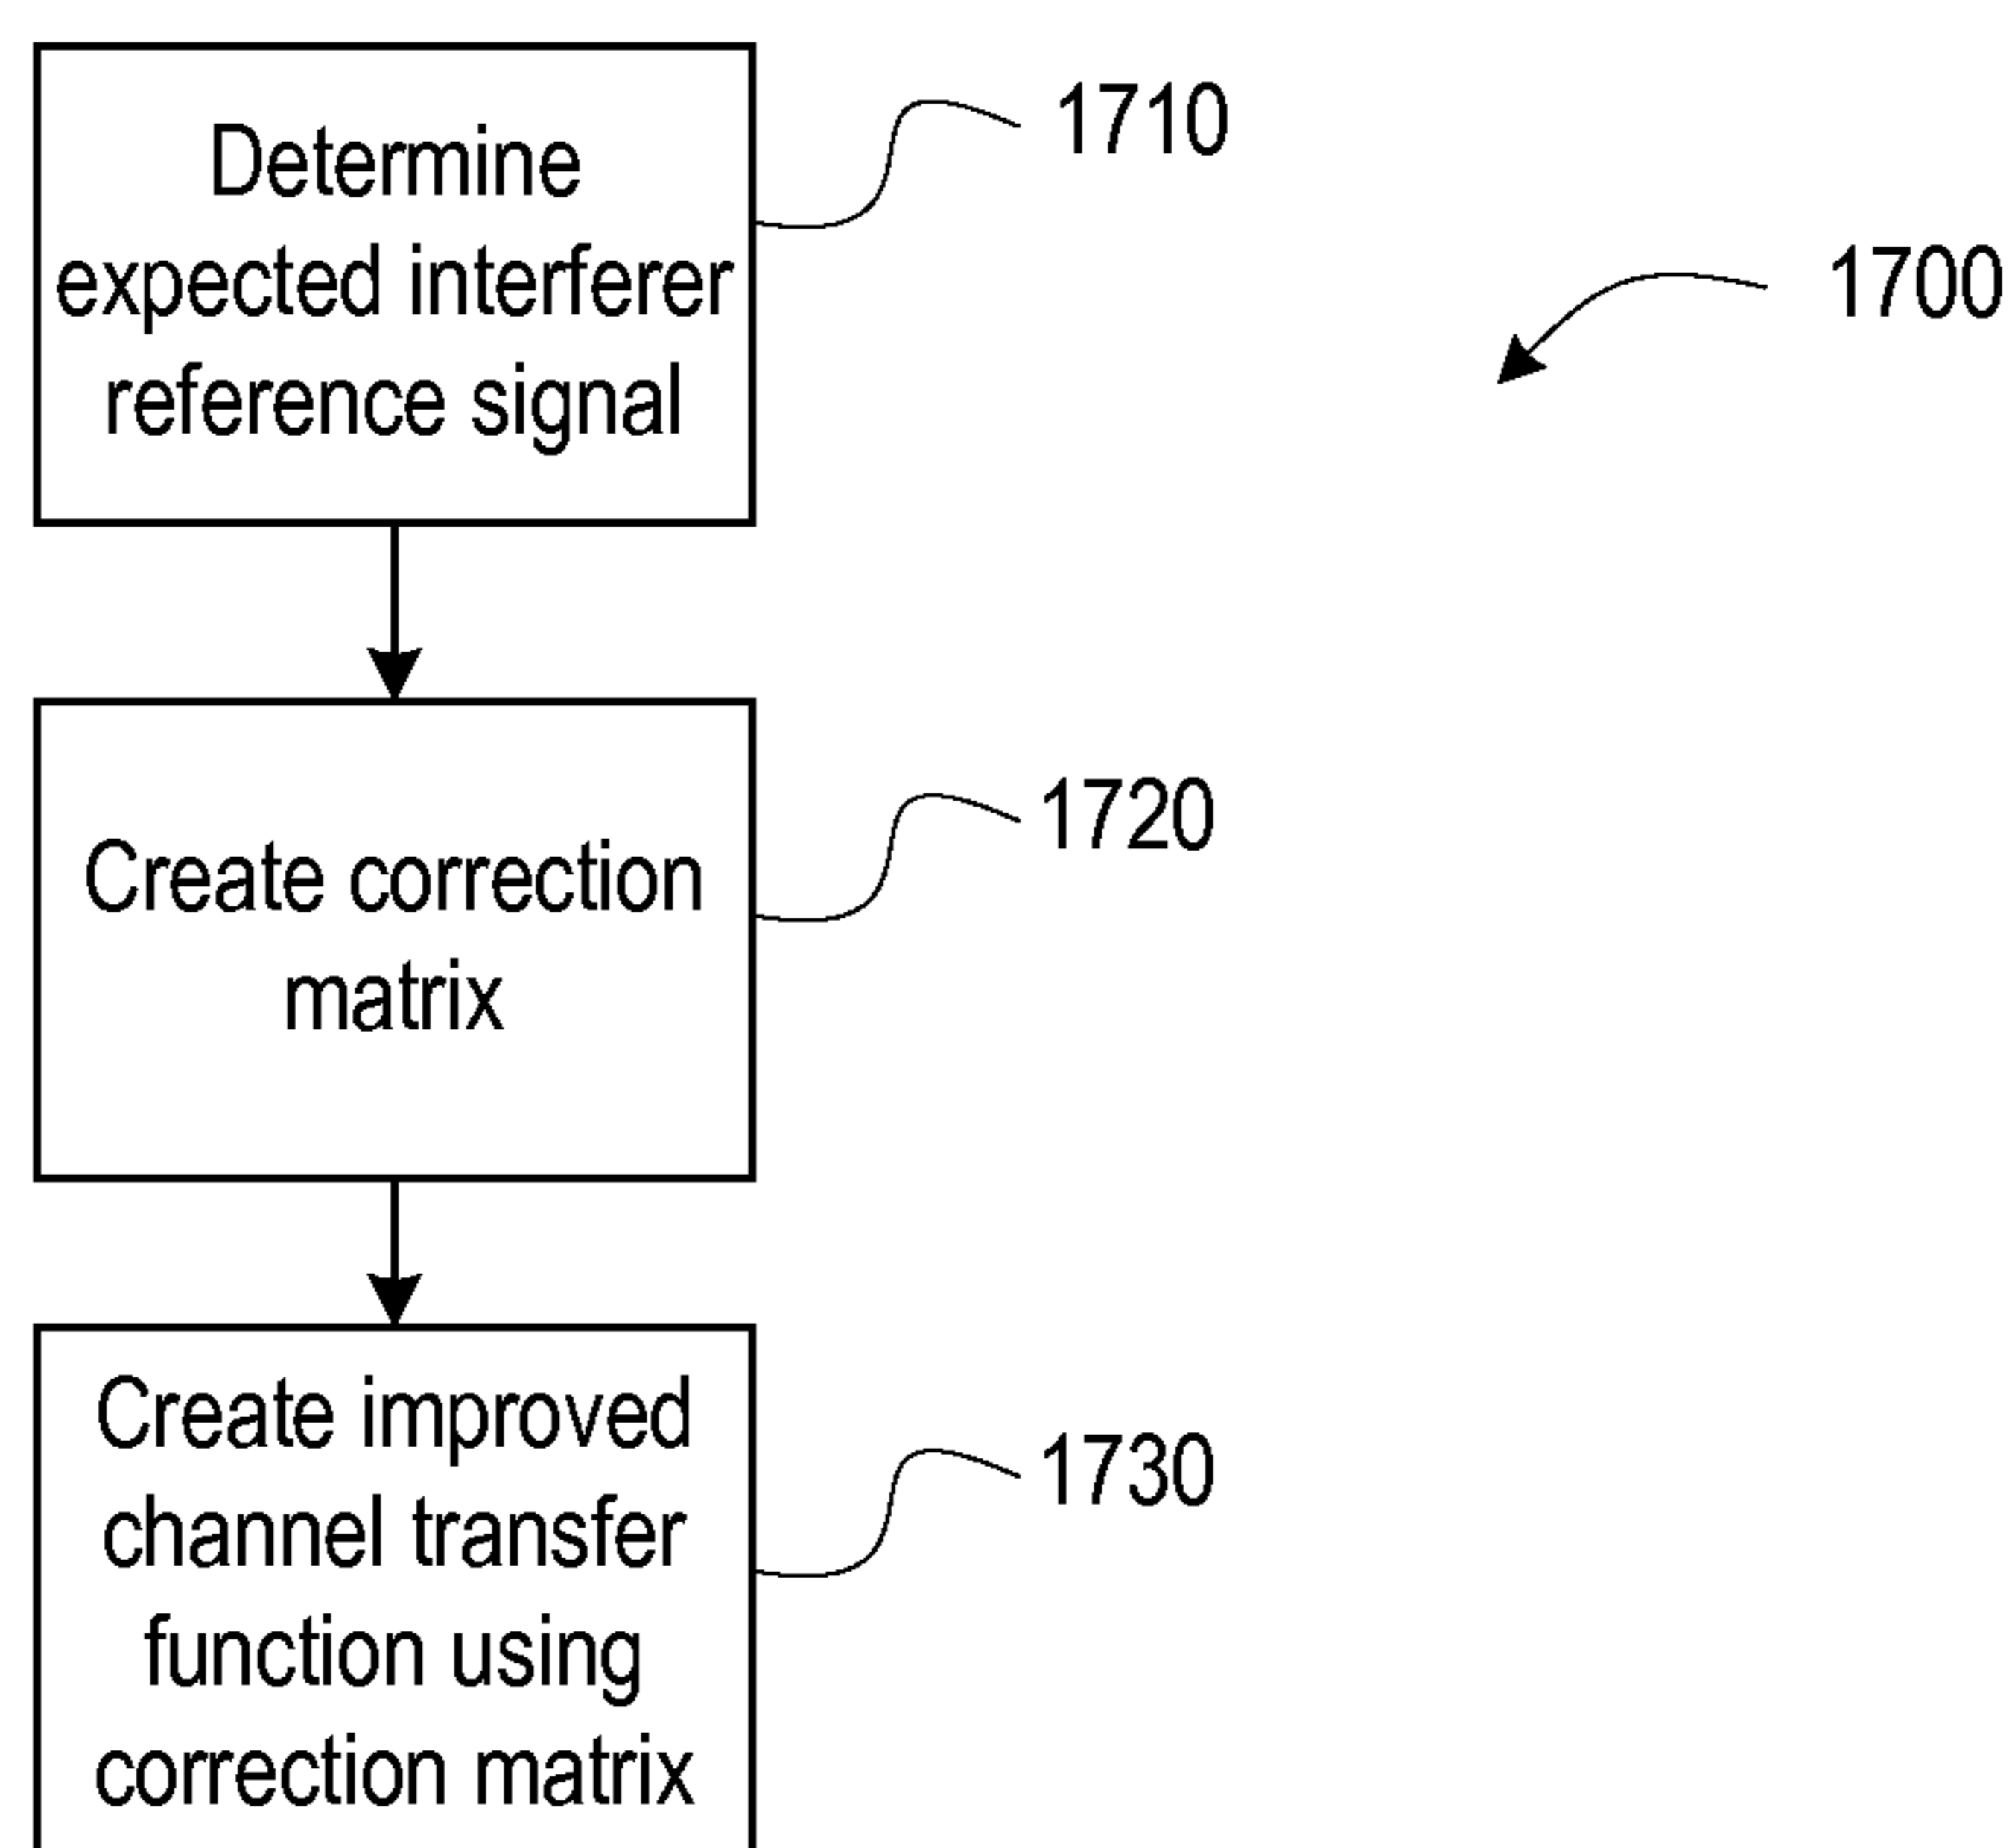 Determine
expected interferer
reference signal
1710
1700
Create correction
matrix
1720
Create improved
channel transfer
function using
correction matrix
1730